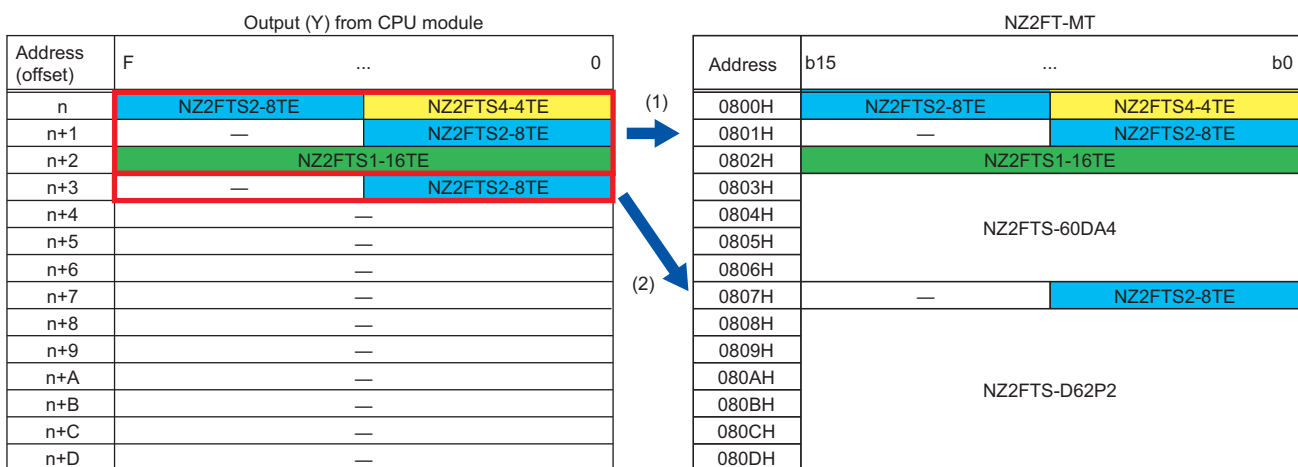 Output (Y) from CPU module
Address (offset) F ... 0
n NZ2FTS2-8TE NZ2FTS4-4TE
n+1 — NZ2FTS2-8TE
n+2 NZ2FTS1-16TE
n+3 — NZ2FTS2-8TE
n+4 —
n+5 —
n+6 —
n+7 —
n+8 —
n+9 —
n+A —
n+B —
n+C —
n+D —
(1)
(2)
NZ2FT-MT
Address b15 ... b0
0800H NZ2FTS2-8TE NZ2FTS4-4TE
0801H — NZ2FTS2-8TE
0802H NZ2FTS1-16TE
0803H
0804H
NZ2FTS-60DA4
0805H
0806H
0807H — NZ2FTS2-8TE
0808H
0809H
080AH
NZ2FTS-D62P2
080BH
080CH
080DH